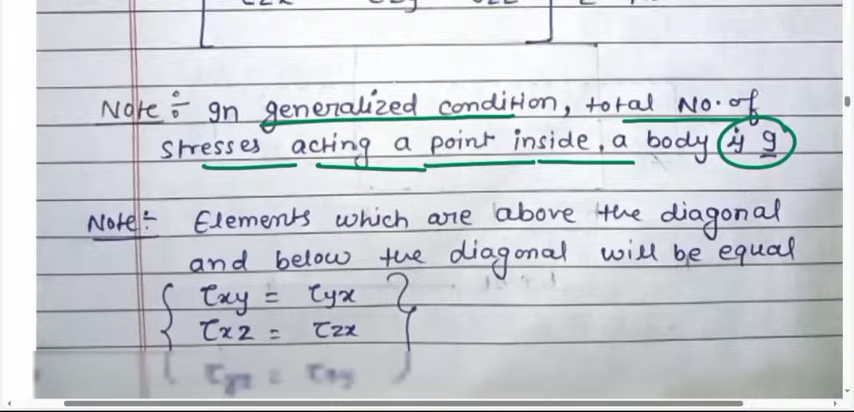 Note ÷ In generalized condition, total No. of
stresses acting a point inside, a body is 9
Note:- Elements which are above the diagonal
and below the diagonal will be equal
τxy = τyx
τxz = τzx